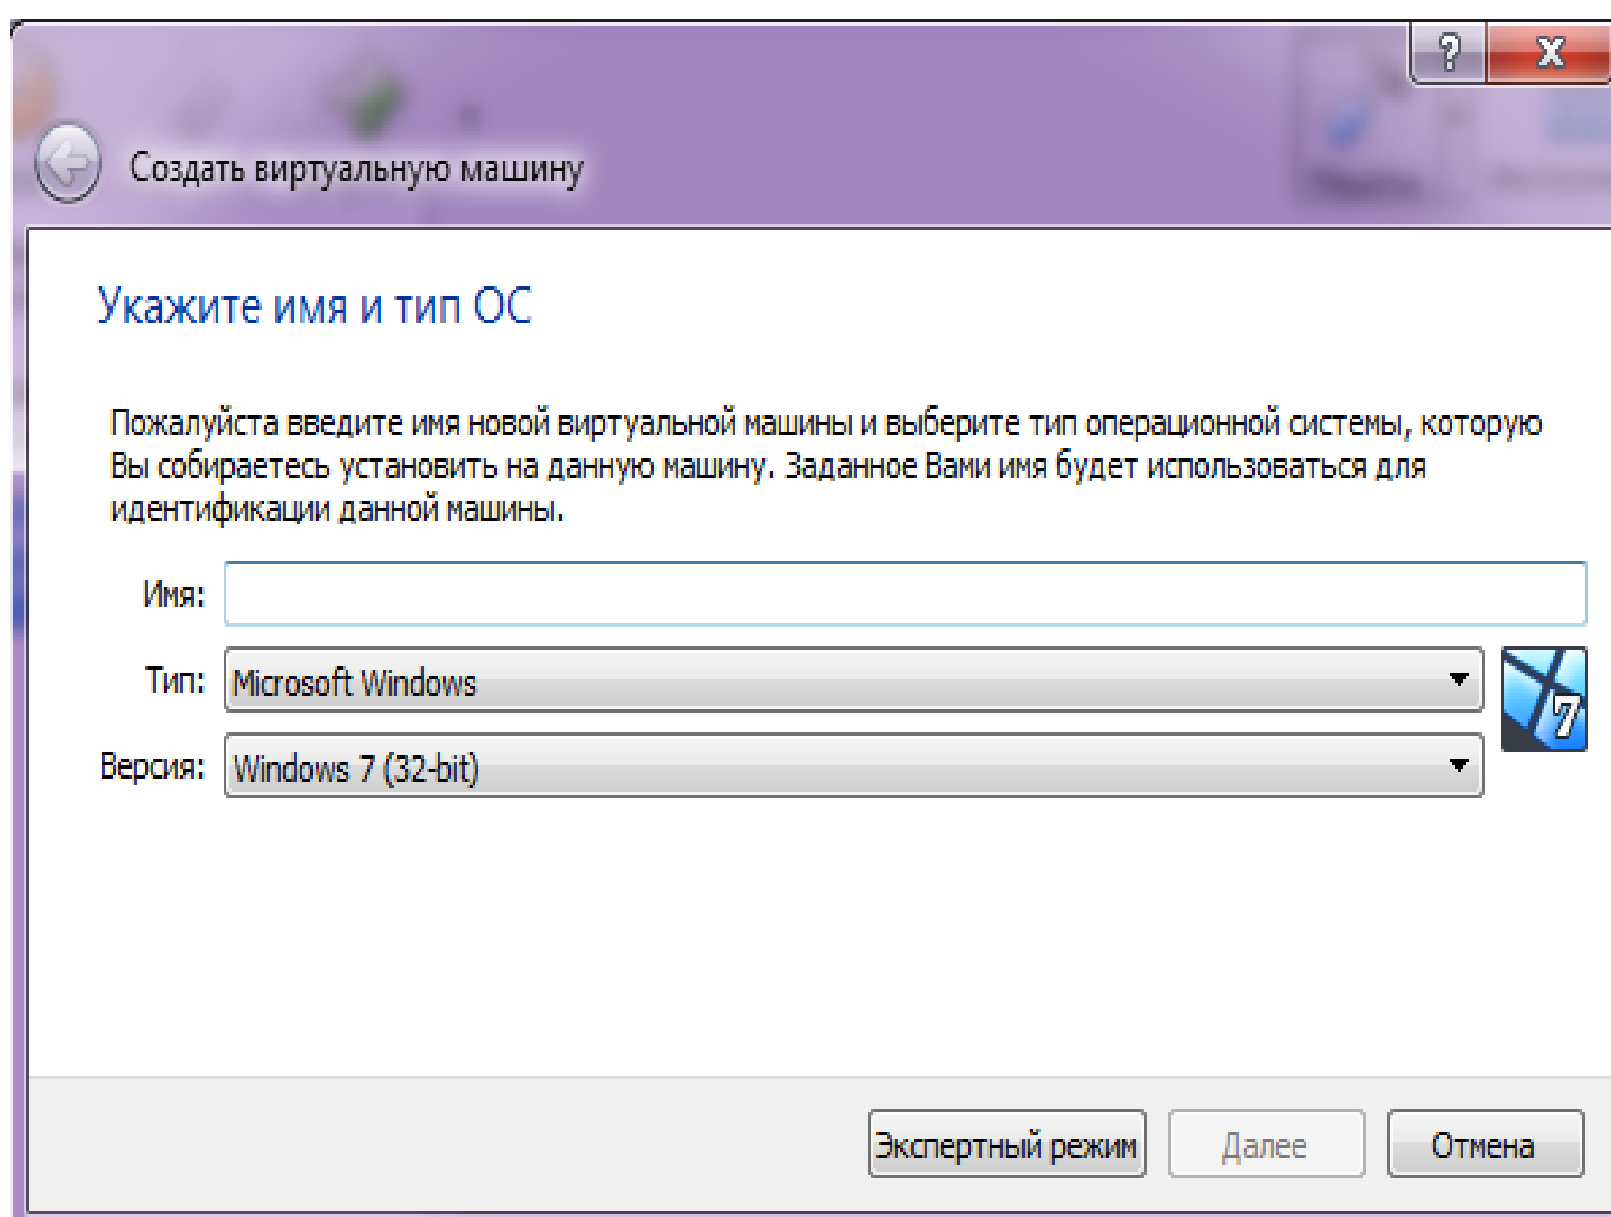 Создать виртуальную машину
Укажите имя и тип ОС
Пожалуйста введите имя новой виртуальной машины и выберите тип операционной системы, которую
Вы собираетесь установить на данную машину. Заданное Вами имя будет использоваться для
идентификации данной машины.
Имя:
Тип: Microsoft Windows
7
Версия: Windows 7 (32-bit)
Экспертный режим Далее Отмена